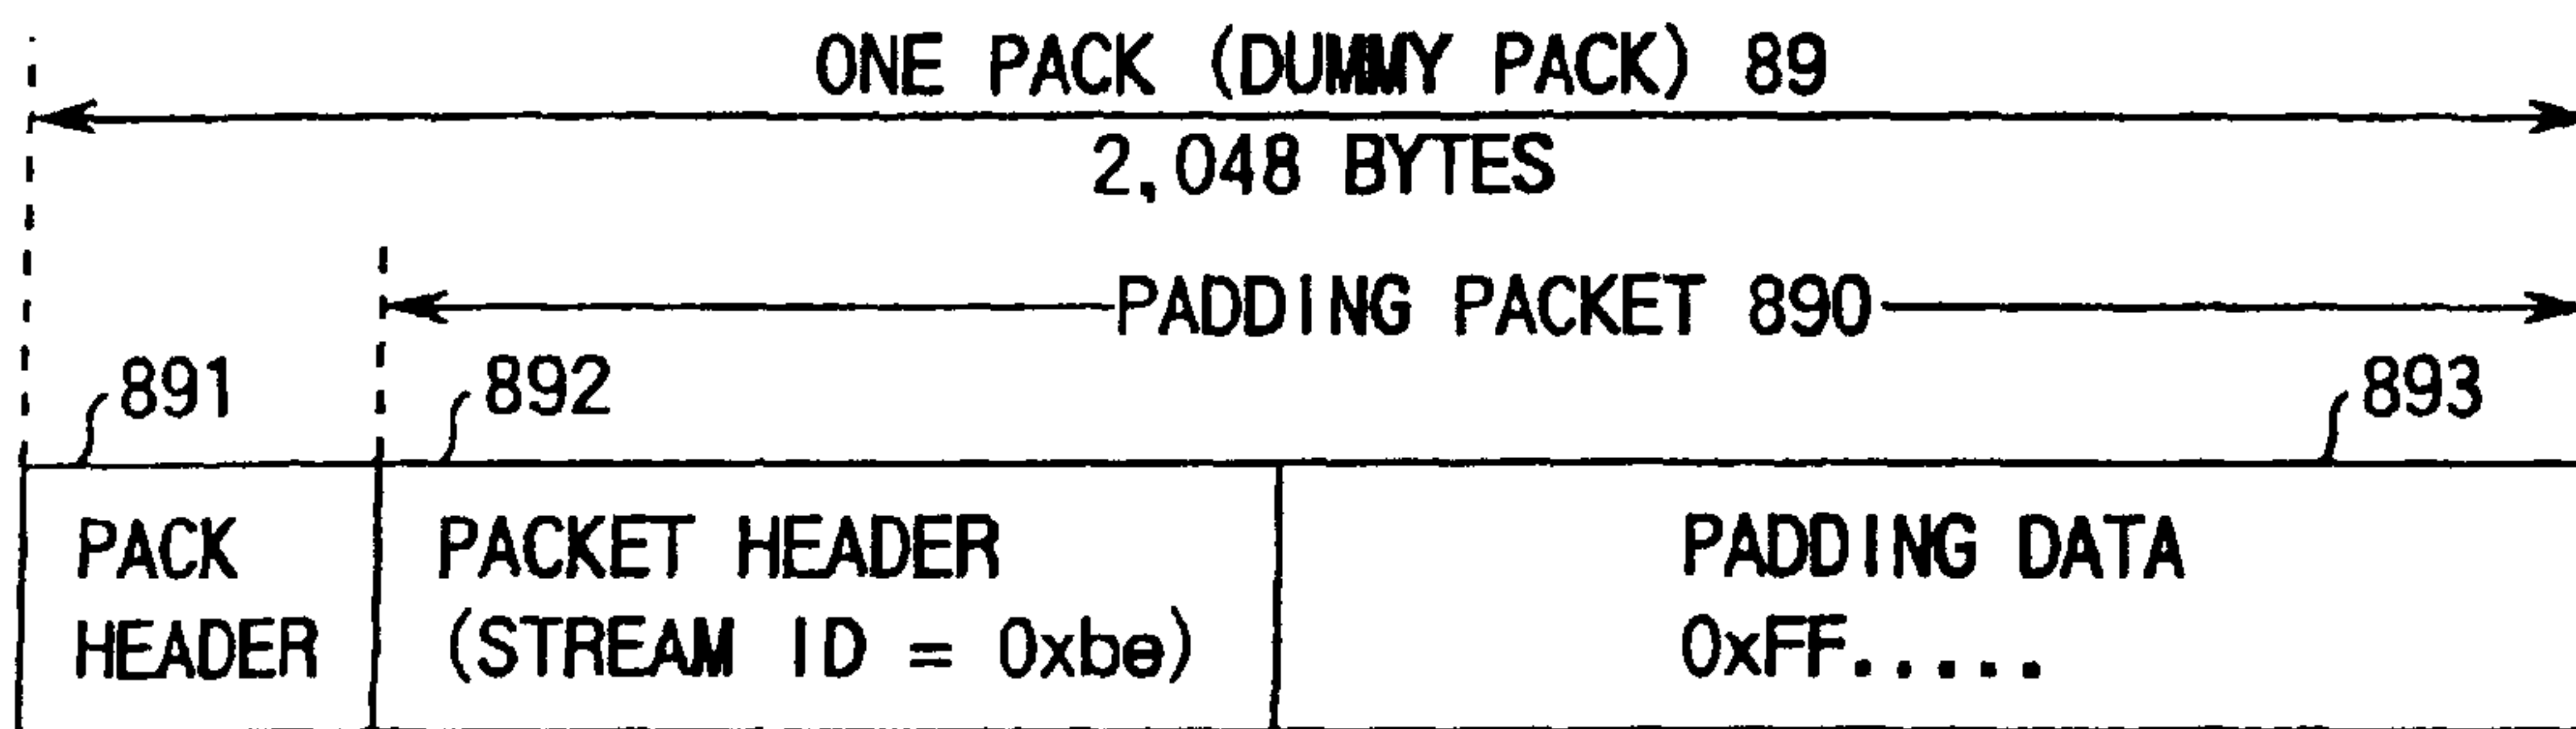 ONE PACK (DUMMY PACK) 89
2,048 BYTES
PADDING PACKET 890
891
892
893
PACK
HEADER
PACKET HEADER
(STREAM ID = 0xbe)
PADDING DATA
0xFF.....